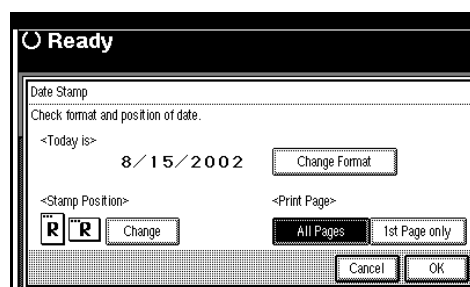 Ready
Date Stamp
Check format and position of date.
<Today is>
8/15/2002 Change Format
<Stamp Position> <Print Page>
R R Change All Pages 1st Page only
Cancel OK